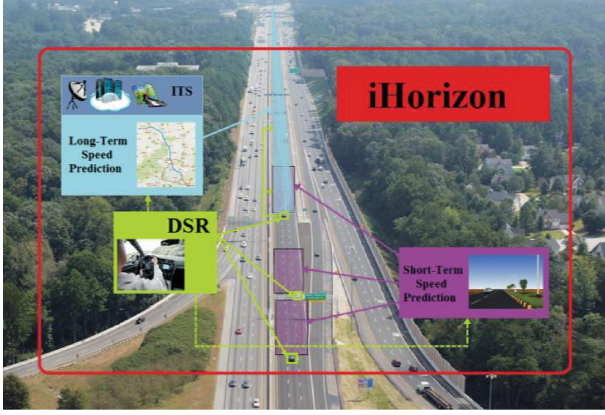 iHorizon
ITS
Long-Term
Speed
Prediction
DSR
Short-Term
Speed
Prediction